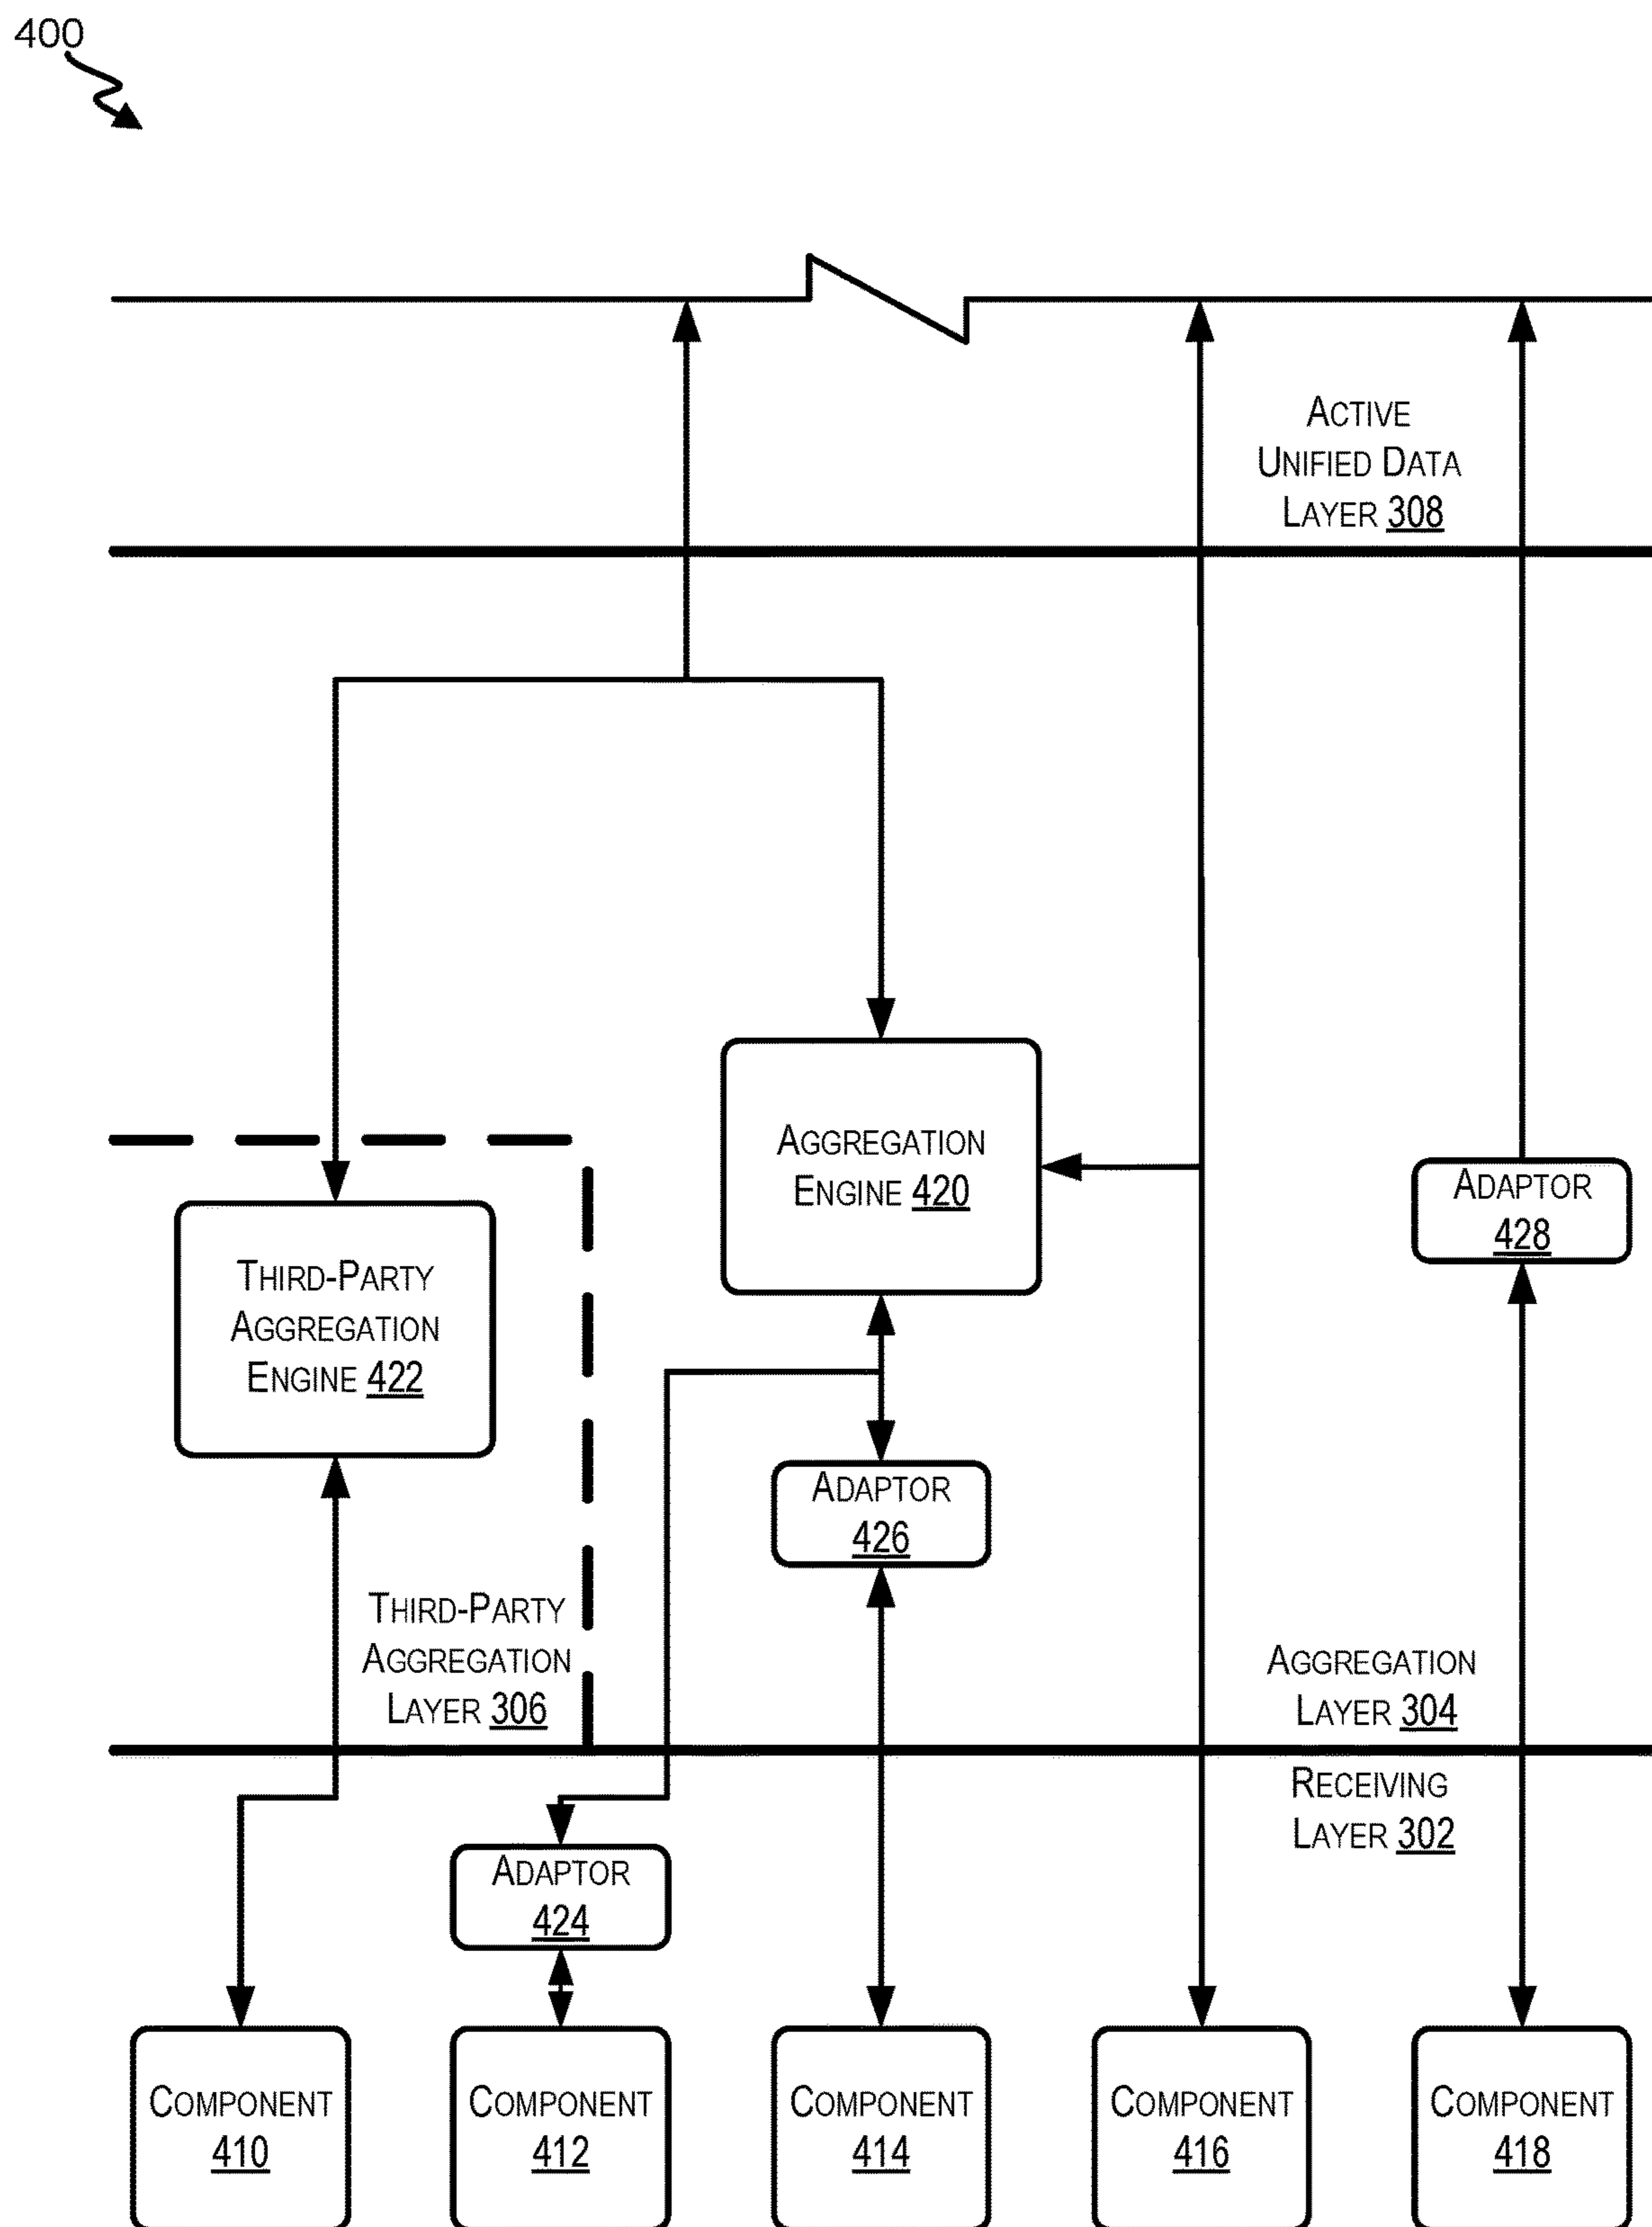 400
ACTIVE
UNIFIED DATA
LAYER 308
AGGREGATION
ENGINE 420
ADAPTOR
428
THIRD-PARTY
AGGREGATION
ENGINE 422
ADAPTOR
426
THIRD-PARTY
AGGREGATION
LAYER 306
AGGREGATION
LAYER 304
RECEIVING
LAYER 302
ADAPTOR
424
COMPONENT
410
COMPONENT
412
COMPONENT
414
COMPONENT
416
COMPONENT
418